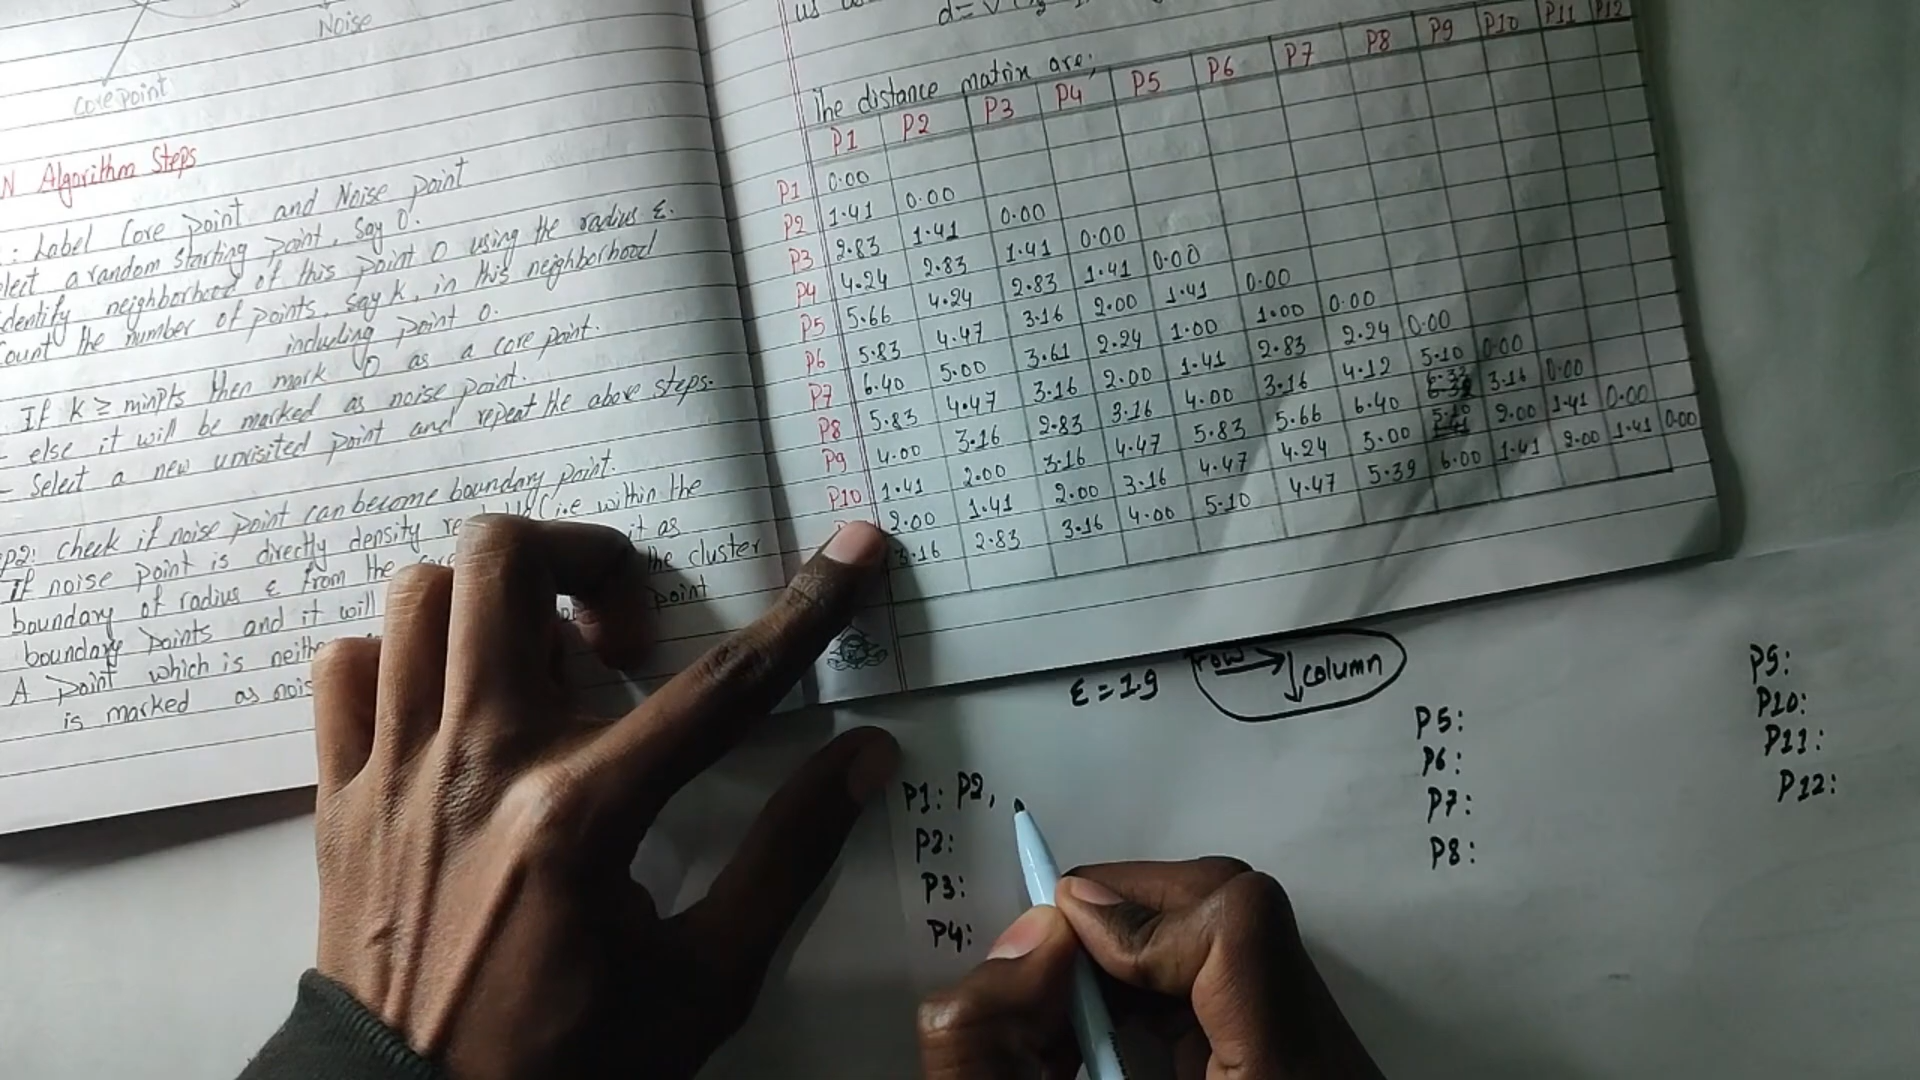 Noise
Core point
N Algorithm Steps
: Label Core point and Noise point
elect a random starting point, say O.
dentify neighborhood of this point O using the radius ε.
ount the number of points, say k, in this neighborhood
including point O.
If k ≥ minpts then mark O as a core point.
- else it will be marked as noise point.
- Select a new unvisited point and repeat the above steps.
ep2: check if noise point can become boundary point.
If noise point is directly density (i.e within the
boundary of radius ε from the it as
boundary points and it will the cluster
A point which is point
is marked as
us
d=√
The distance matrix are;
P1 P2 P3 P4 P5 P6 P7 P8 P9 P10 P11 P12
P1 0.00
P2 1.41 0.00
P3 2.83 1.41 0.00
P4 4.24 2.83 1.41 0.00
P5 5.66 4.24 2.83 1.41 0.00
P6 5.83 4.47 3.16 2.00 1.41 0.00
P7 6.40 5.00 3.61 2.24 1.00 1.00 0.00
P8 5.83 4.47 3.16 2.00 1.41 2.83 2.24 0.00
P9 4.00 3.16 2.83 3.16 4.00 3.16 4.12 5.10 0.00
P10 1.41 2.00 3.16 4.47 5.83 5.66 6.40 6.32 3.16 0.00
2.00 1.41 2.00 3.16 4.47 4.24 5.00 5.10 2.00 1.41 0.00
3.16 2.83 3.16 4.00 5.10 4.47 5.39 6.00 1.41 2.00 1.41 0.00
ε = 1.9
row → ↓ column
P1: P2,
P2:
P3:
P4:
P5:
P6:
P7:
P8:
P9:
P10:
P11:
P12: